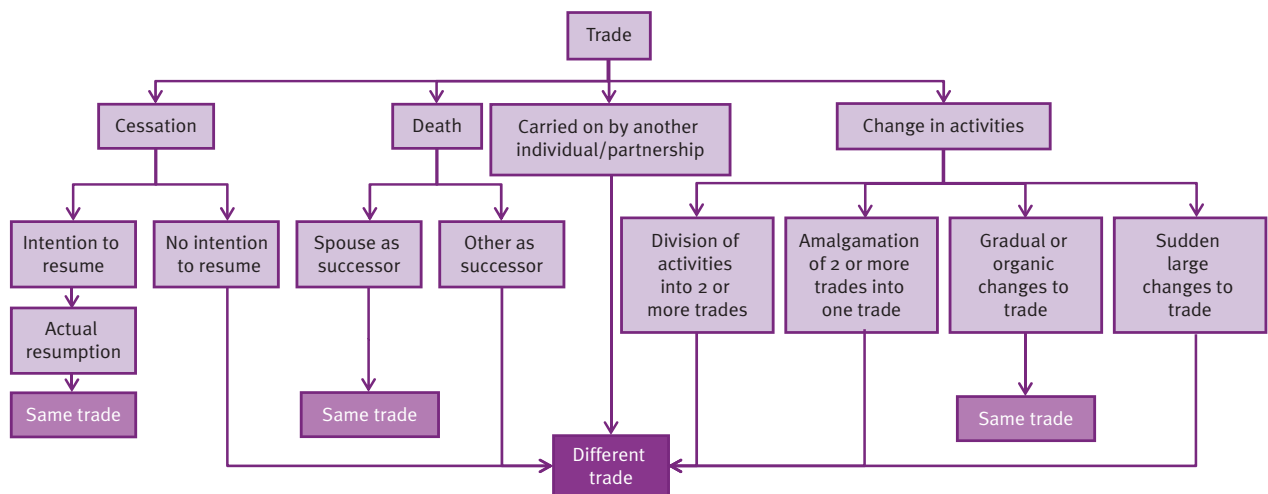 Trade
Cessation
Death
Carried on by another
individual/partnership
Change in activities
Intention to
resume
No intention
to resume
Spouse as
successor
Other as
successor
Division of
activities
into 2 or
more trades
Amalgamation
of 2 or more
trades into
one trade
Gradual or
organic
changes to
trade
Sudden
large
changes to
trade
Actual
resumption
Same trade
Same trade
Same trade
Different
trade